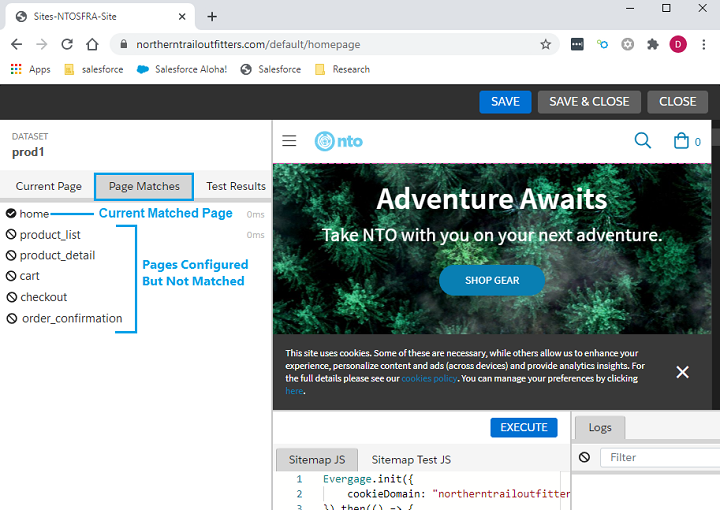 Sites-NTOSFRA-Site
northerntrailoutfitters.com/default/homepage
D
Apps salesforce Salesforce Aloha! Salesforce Research
SAVE SAVE & CLOSE CLOSE
DATASET
prod1
Current Page Page Matches Test Results
home Current Matched Page 0ms
product_list 0ms
product_detail
cart
checkout
order_confirmation
Pages Configured
But Not Matched
nto 0
Adventure Awaits
Take NTO with you on your next adventure.
SHOP GEAR
This site uses cookies. Some of these are necessary, while others allow us to enhance your
experience, personalize content and ads (across devices) and provide analytics insights. For
the full details please see our cookies policy. You can manage your preferences by clicking
here.
EXECUTE
Logs
Filter
Sitemap JS Sitemap Test JS
1 Evergage.init({
2 cookieDomain: "northerntrailoutfitter
3 }).then(() => {